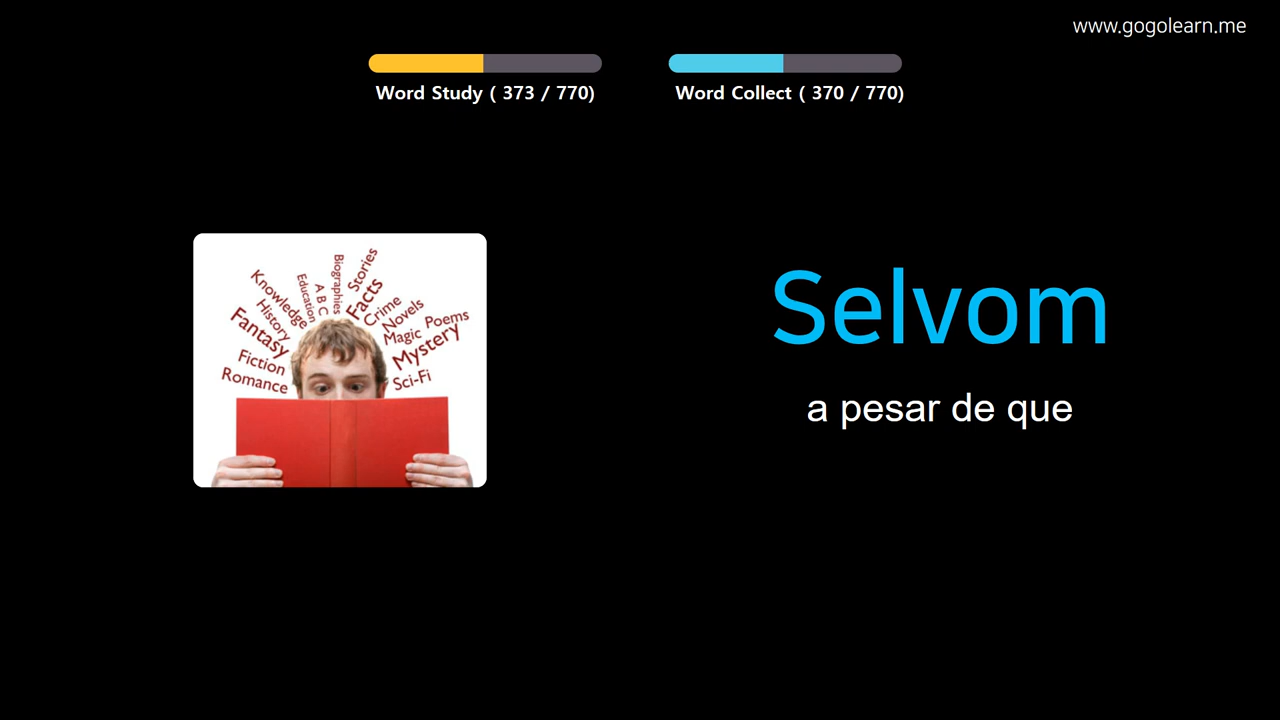 www.gogolearn.me
Word Study ( 373 / 770)
Word Collect ( 370 / 770)
Knowledge
History
Fantasy
Fiction
Romance
Education
A B C
Biographies
Stories
Facts
Crime
Novels
Magic
Poems
Mystery
Sci-Fi
Selvom
a pesar de que